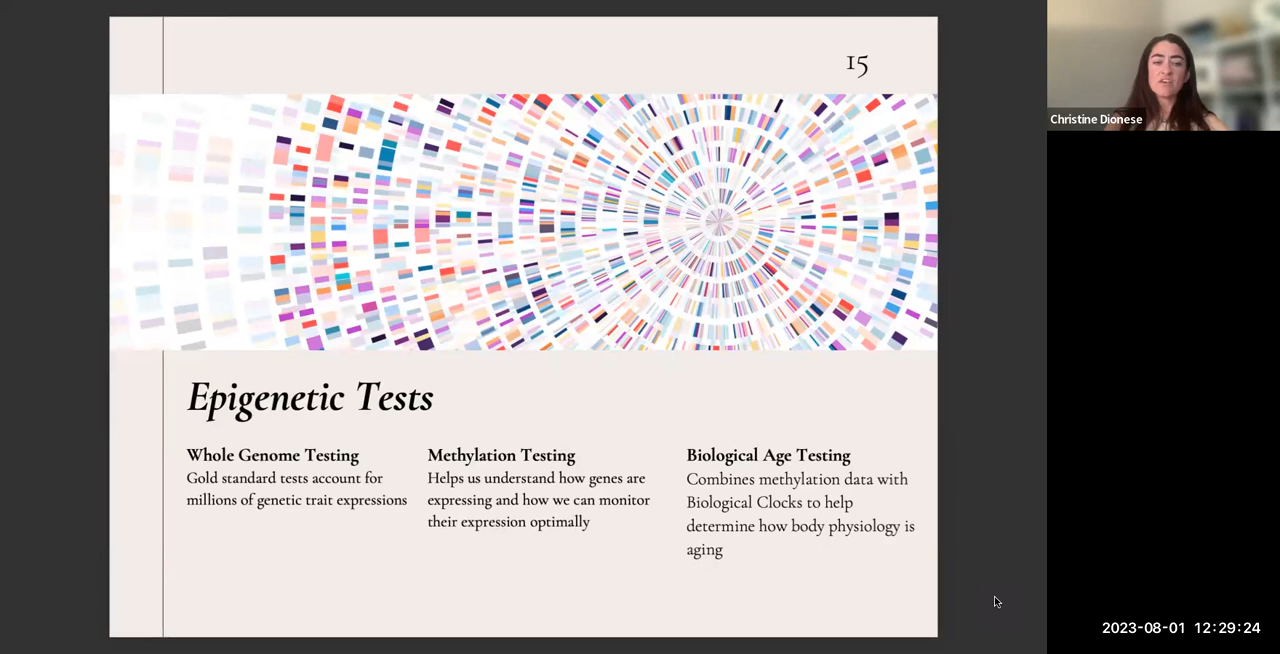 15
Christine Dionese
Epigenetic Tests
Whole Genome Testing
Gold standard tests account for
millions of genetic trait expressions
Methylation Testing
Helps us understand how genes are
expressing and how we can monitor
their expression optimally
Biological Age Testing
Combines methylation data with
Biological Clocks to help
determine how body physiology is
aging
2023-08-01 12:29:24